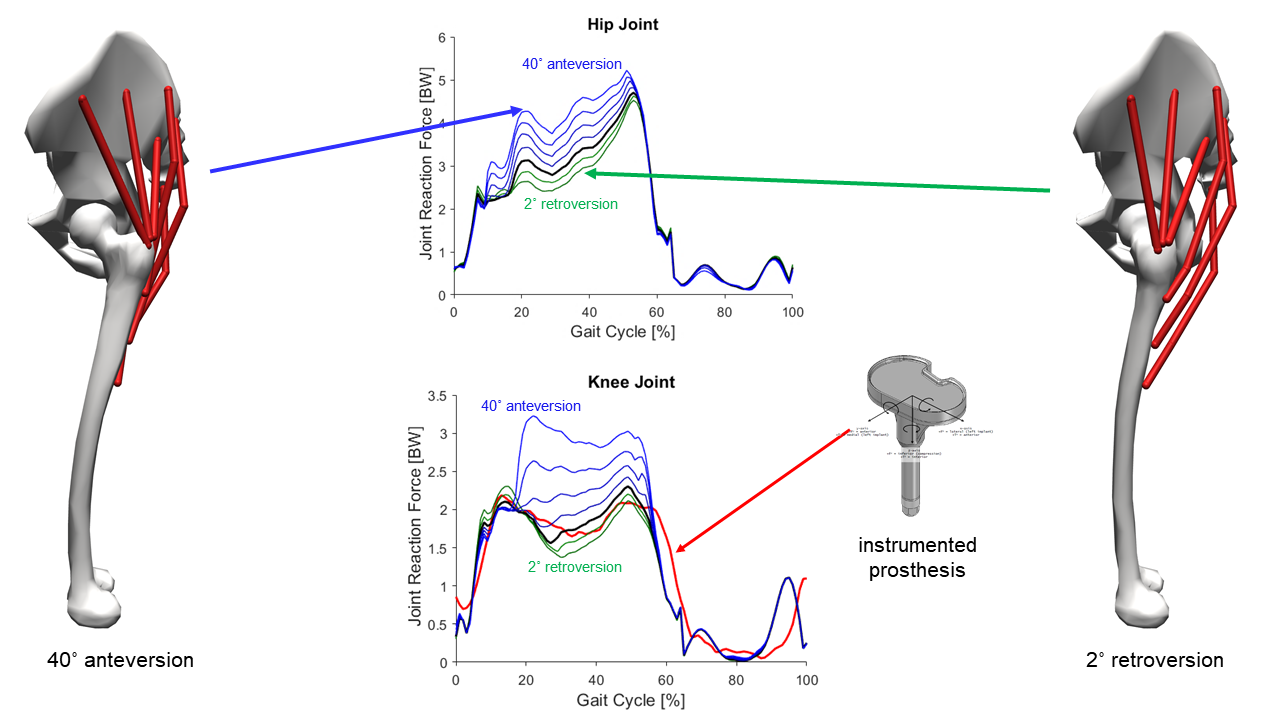 Hip Joint
6
5
4
3
2
1
0
Joint Reaction Force [BW]
40˚ anteversion
2˚ retroversion
0
20
40
60
80
100
Gait Cycle [%]
Knee Joint
3.5
3
2.5
2
1.5
1
0.5
0
Joint Reaction Force [BW]
40˚ anteversion
2˚ retroversion
0
20
40
60
80
100
Gait Cycle [%]
instrumented
prosthesis
40˚ anteversion
2˚ retroversion